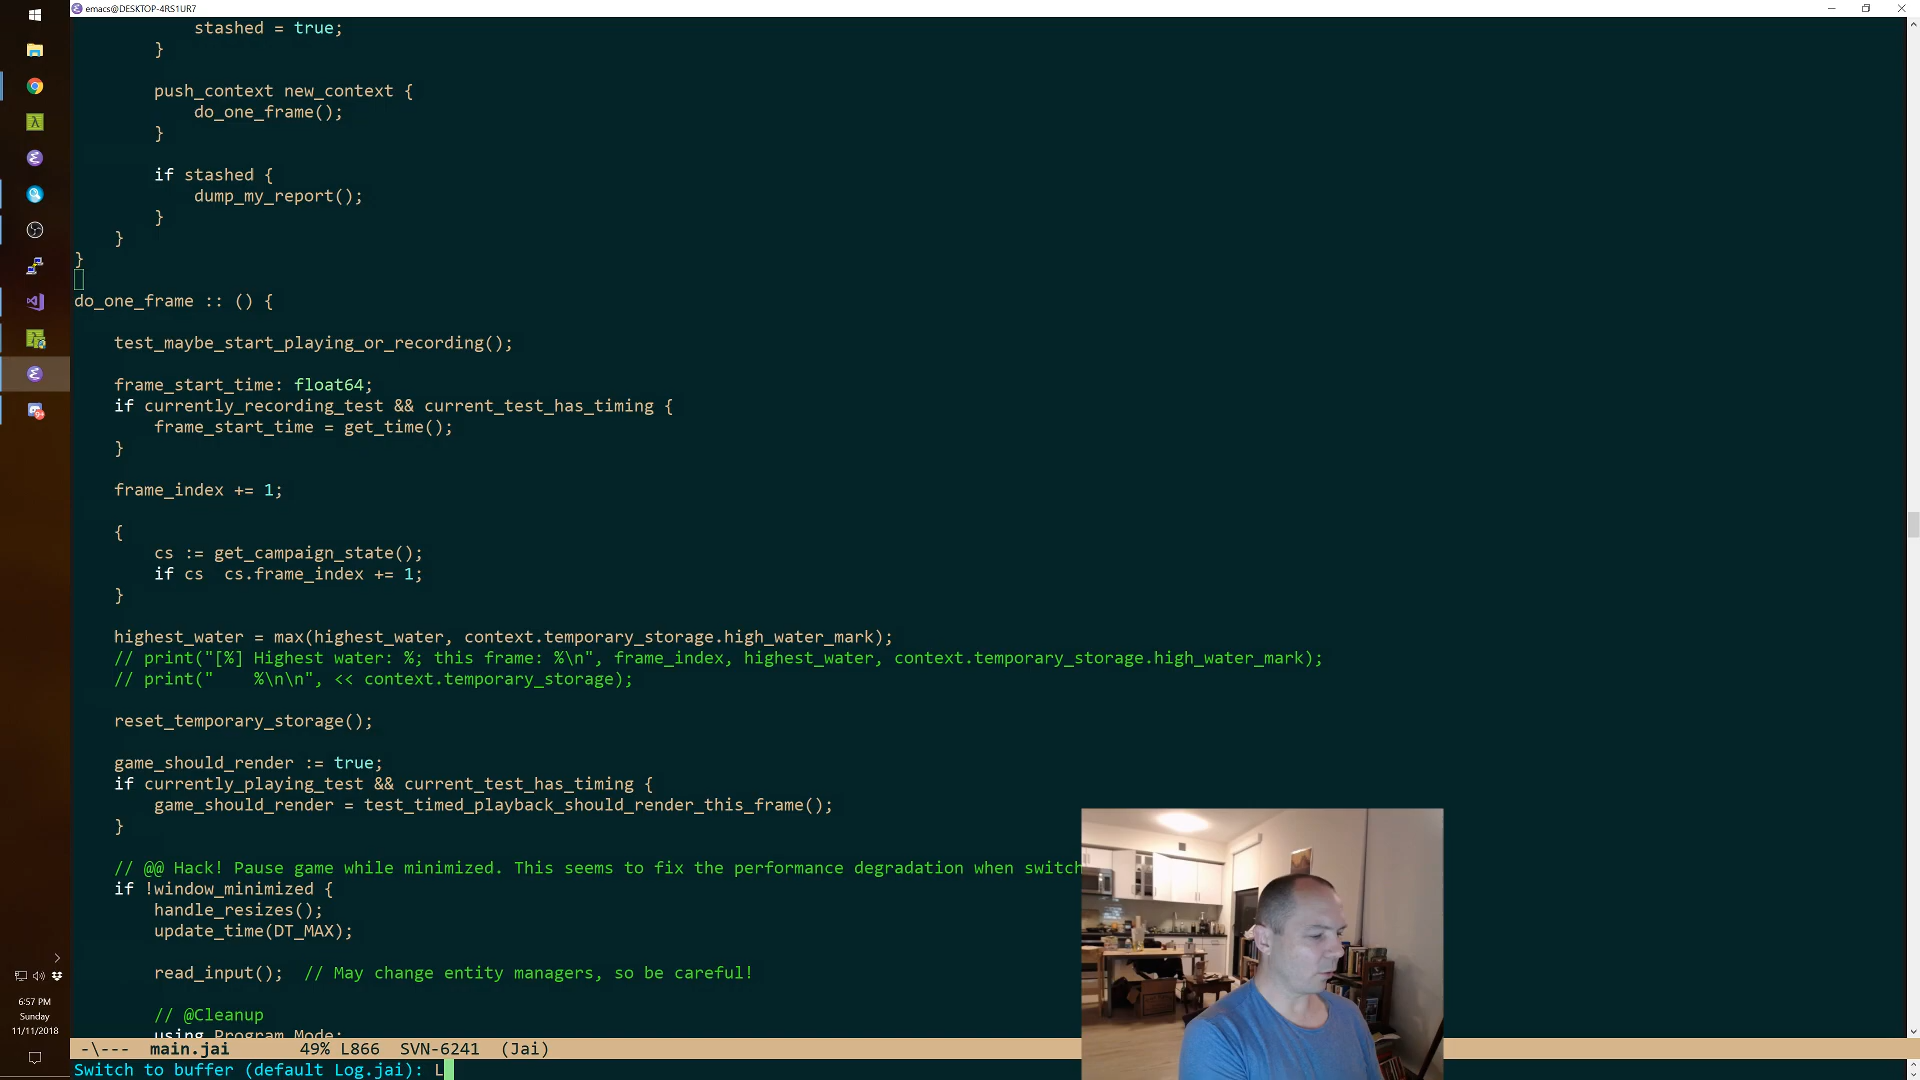 emacs@DESKTOP-4RS1UR7
stashed = true;
}
push_context new_context {
do_one_frame();
}
if stashed {
dump_my_report();
}
}
}
do_one_frame :: () {
test_maybe_start_playing_or_recording();
frame_start_time: float64;
if currently_recording_test && current_test_has_timing {
frame_start_time = get_time();
}
frame_index += 1;
{
cs := get_campaign_state();
if cs  cs.frame_index += 1;
}
highest_water = max(highest_water, context.temporary_storage.high_water_mark);
// print("[%] Highest water: %; this frame: %\n", frame_index, highest_water, context.temporary_storage.high_water_mark);
// print("    %\n\n", << context.temporary_storage);
reset_temporary_storage();
game_should_render := true;
if currently_playing_test && current_test_has_timing {
game_should_render = test_timed_playback_should_render_this_frame();
}
// @@ Hack! Pause game while minimized. This seems to fix the performance degradation when switch
if !window_minimized {
handle_resizes();
update_time(DT_MAX);
read_input();  // May change entity managers, so be careful!
// @Cleanup
using Program_Mode;
-\---  main.jai       49% L866  SVN-6241  (Jai)
Switch to buffer (default Log.jai): L
6:57 PM
Sunday
11/11/2018